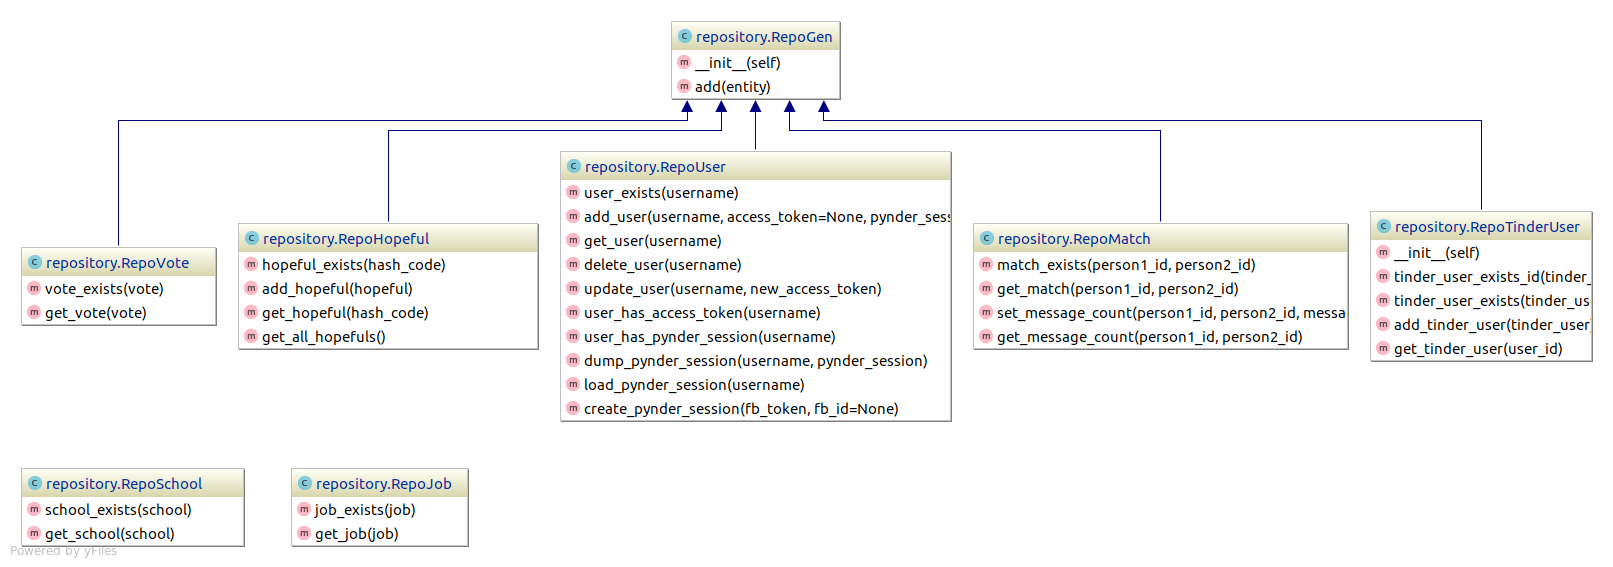 repository.RepoGen
__init__(self)
add(entity)
repository.RepoUser
user_exists(username)
add_user(username, access_token=None, pynder_sess
get_user(username)
delete_user(username)
update_user(username, new_access_token)
user_has_access_token(username)
user_has_pynder_session(username)
dump_pynder_session(username, pynder_session)
load_pynder_session(username)
create_pynder_session(fb_token, fb_id=None)
repository.RepoVote
vote_exists(vote)
get_vote(vote)
repository.RepoHopeful
hopeful_exists(hash_code)
add_hopeful(hopeful)
get_hopeful(hash_code)
get_all_hopefuls()
repository.RepoMatch
match_exists(person1_id, person2_id)
get_match(person1_id, person2_id)
set_message_count(person1_id, person2_id, messa
get_message_count(person1_id, person2_id)
repository.RepoTinderUser
__init__(self)
tinder_user_exists_id(tinder_
tinder_user_exists(tinder_us
add_tinder_user(tinder_user
get_tinder_user(user_id)
repository.RepoSchool
school_exists(school)
get_school(school)
repository.RepoJob
job_exists(job)
get_job(job)
Powered by yFiles